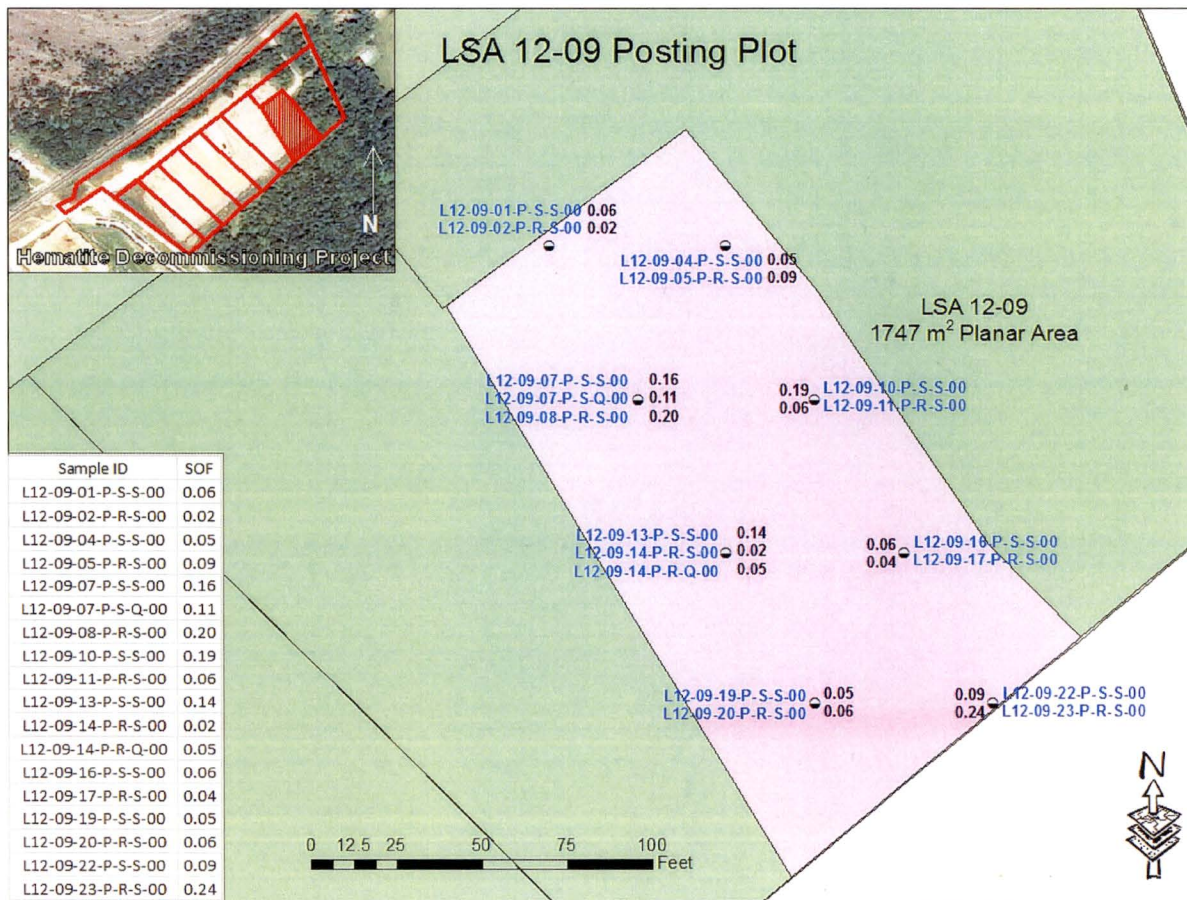 LSA 12-09 Posting Plot
N
Hematite Decommissioning Project
L12-09-01-P-S-S-00 0.06
L12-09-02-P-R-S-00 0.02
L12-09-04-P-S-S-00 0.05
L12-09-05-P-R-S-00 0.09
LSA 12-09
1747 m² Planar Area
L12-09-07-P-S-S-00 0.16
L12-09-07-P-S-Q-00 0.11
L12-09-08-P-R-S-00 0.20
0.19 L12-09-10-P-S-S-00
0.06 L12-09-11-P-R-S-00
L12-09-13-P-S-S-00 0.14
L12-09-14-P-R-S-00 0.02
L12-09-14-P-R-Q-00 0.05
0.06 L12-09-16-P-S-S-00
0.04 L12-09-17-P-R-S-00
L12-09-19-P-S-S-00 0.05
L12-09-20-P-R-S-00 0.06
0.09 L12-09-22-P-S-S-00
0.24 L12-09-23-P-R-S-00
Sample ID SOF
L12-09-01-P-S-S-00 0.06
L12-09-02-P-R-S-00 0.02
L12-09-04-P-S-S-00 0.05
L12-09-05-P-R-S-00 0.09
L12-09-07-P-S-S-00 0.16
L12-09-07-P-S-Q-00 0.11
L12-09-08-P-R-S-00 0.20
L12-09-10-P-S-S-00 0.19
L12-09-11-P-R-S-00 0.06
L12-09-13-P-S-S-00 0.14
L12-09-14-P-R-S-00 0.02
L12-09-14-P-R-Q-00 0.05
L12-09-16-P-S-S-00 0.06
L12-09-17-P-R-S-00 0.04
L12-09-19-P-S-S-00 0.05
L12-09-20-P-R-S-00 0.06
L12-09-22-P-S-S-00 0.09
L12-09-23-P-R-S-00 0.24
0 12.5 25 50 75 100
Feet
N